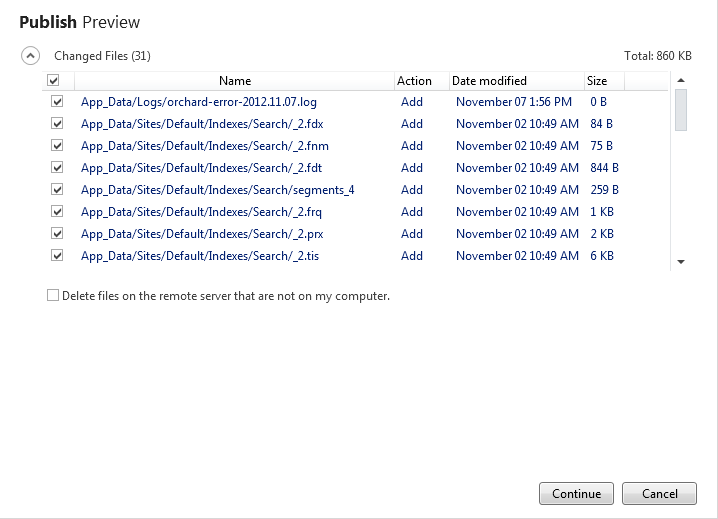 Publish Preview
Changed Files (31) Total: 860 KB
Name Action Date modified Size
App_Data/Logs/orchard-error-2012.11.07.log Add November 07 1:56 PM 0 B
App_Data/Sites/Default/Indexes/Search/_2.fdx Add November 02 10:49 AM 84 B
App_Data/Sites/Default/Indexes/Search/_2.fnm Add November 02 10:49 AM 75 B
App_Data/Sites/Default/Indexes/Search/_2.fdt Add November 02 10:49 AM 844 B
App_Data/Sites/Default/Indexes/Search/segments_4 Add November 02 10:49 AM 259 B
App_Data/Sites/Default/Indexes/Search/_2.frq Add November 02 10:49 AM 1 KB
App_Data/Sites/Default/Indexes/Search/_2.prx Add November 02 10:49 AM 2 KB
App_Data/Sites/Default/Indexes/Search/_2.tis Add November 02 10:49 AM 6 KB
Delete files on the remote server that are not on my computer.
Continue Cancel